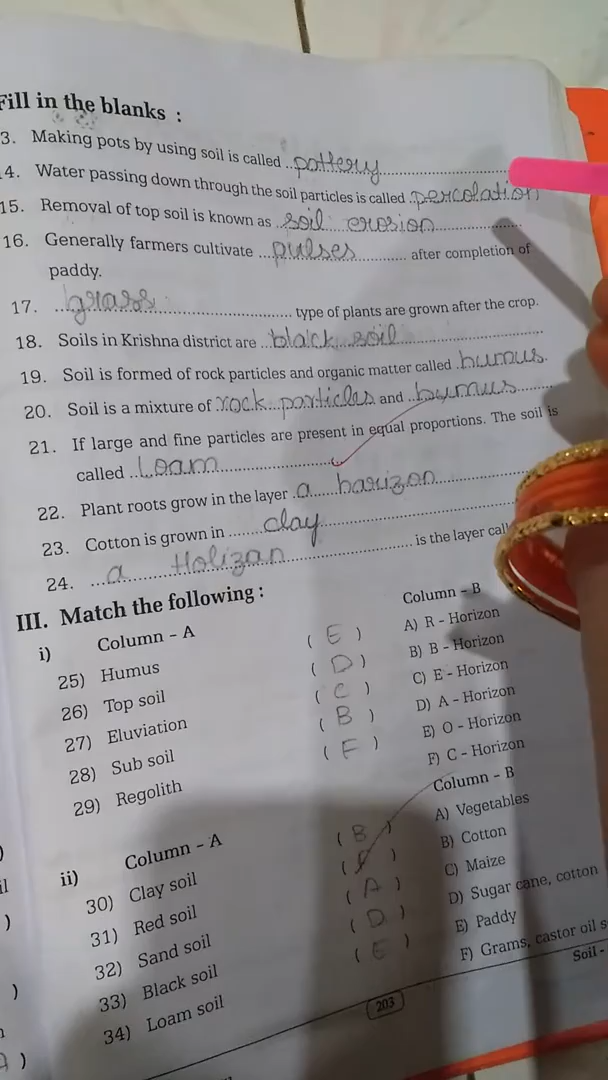 Fill in the blanks :
3. Making pots by using soil is called ..pottery
4. Water passing down through the soil particles is called .percolation
15. Removal of top soil is known as ..soil erosion
16. Generally farmers cultivate ...pulses......... after completion of
paddy.
17. ...grass............ type of plants are grown after the crop.
18. Soils in Krishna district are ..black soil
19. Soil is formed of rock particles and organic matter called .humus.
20. Soil is a mixture of rock particles and ..humus
21. If large and fine particles are present in equal proportions. The soil is
called ..Loam
22. Plant roots grow in the layer .a..... harizon
23. Cotton is grown in ........clay
24. ...a Holizan............ is the layer call
III. Match the following :
i) Column - A Column - B
25) Humus ( E ) A) R - Horizon
26) Top soil ( D ) B) B - Horizon
27) Eluviation ( C ) C) E - Horizon
28) Sub soil ( B ) D) A - Horizon
29) Regolith ( F ) E) O - Horizon
F) C - Horizon
ii) Column - A Column - B
30) Clay soil ( B ) A) Vegetables
31) Red soil ( ) B) Cotton
32) Sand soil ( A ) C) Maize
33) Black soil ( D ) D) Sugar cane, cotton
34) Loam soil ( E ) E) Paddy
F) Grams, castor oil s
203
Soil -